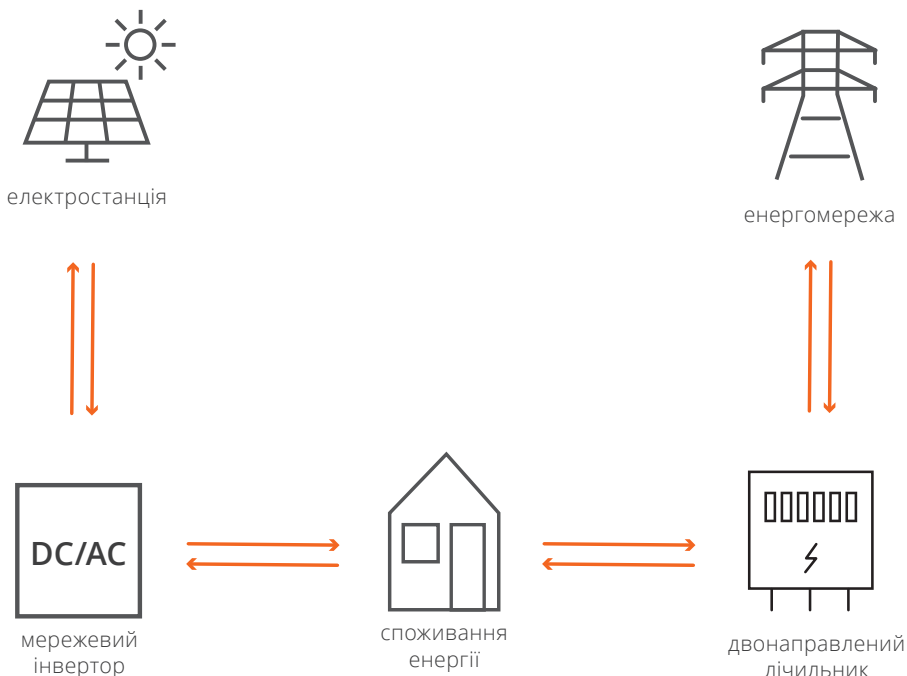 електростанція
енергомережа
DC/AC
мережевий
інвертор
споживання
енергії
двонаправлений
лічильник